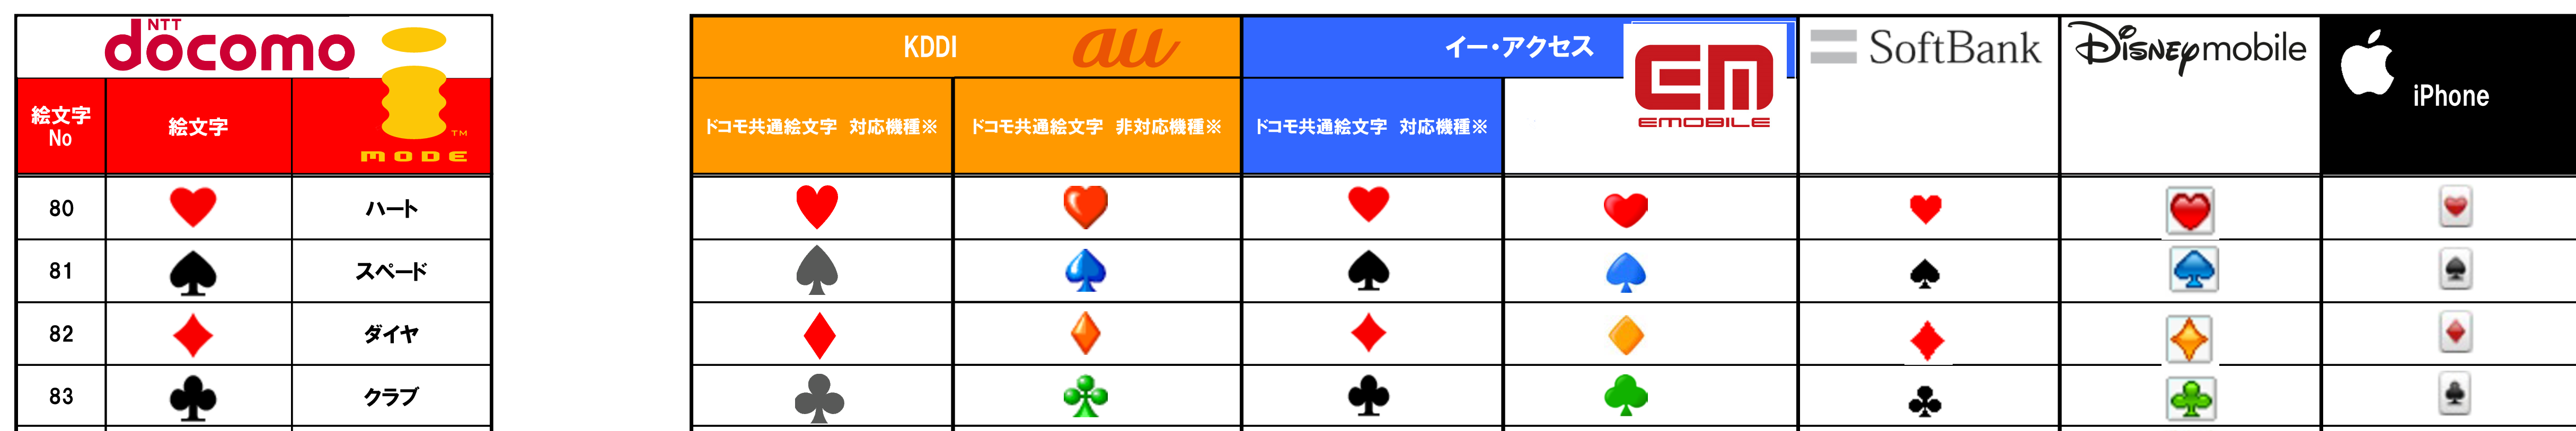 NTT
docomo
KDDI
au
イー・アクセス
EM
EMOBILE
SoftBank
Disney mobile
iPhone
絵文字
No
絵文字
TM
MODE
ドコモ共通絵文字 対応機種※
ドコモ共通絵文字 非対応機種※
ドコモ共通絵文字 対応機種※
80
ハート
81
スペード
82
ダイヤ
83
クラブ